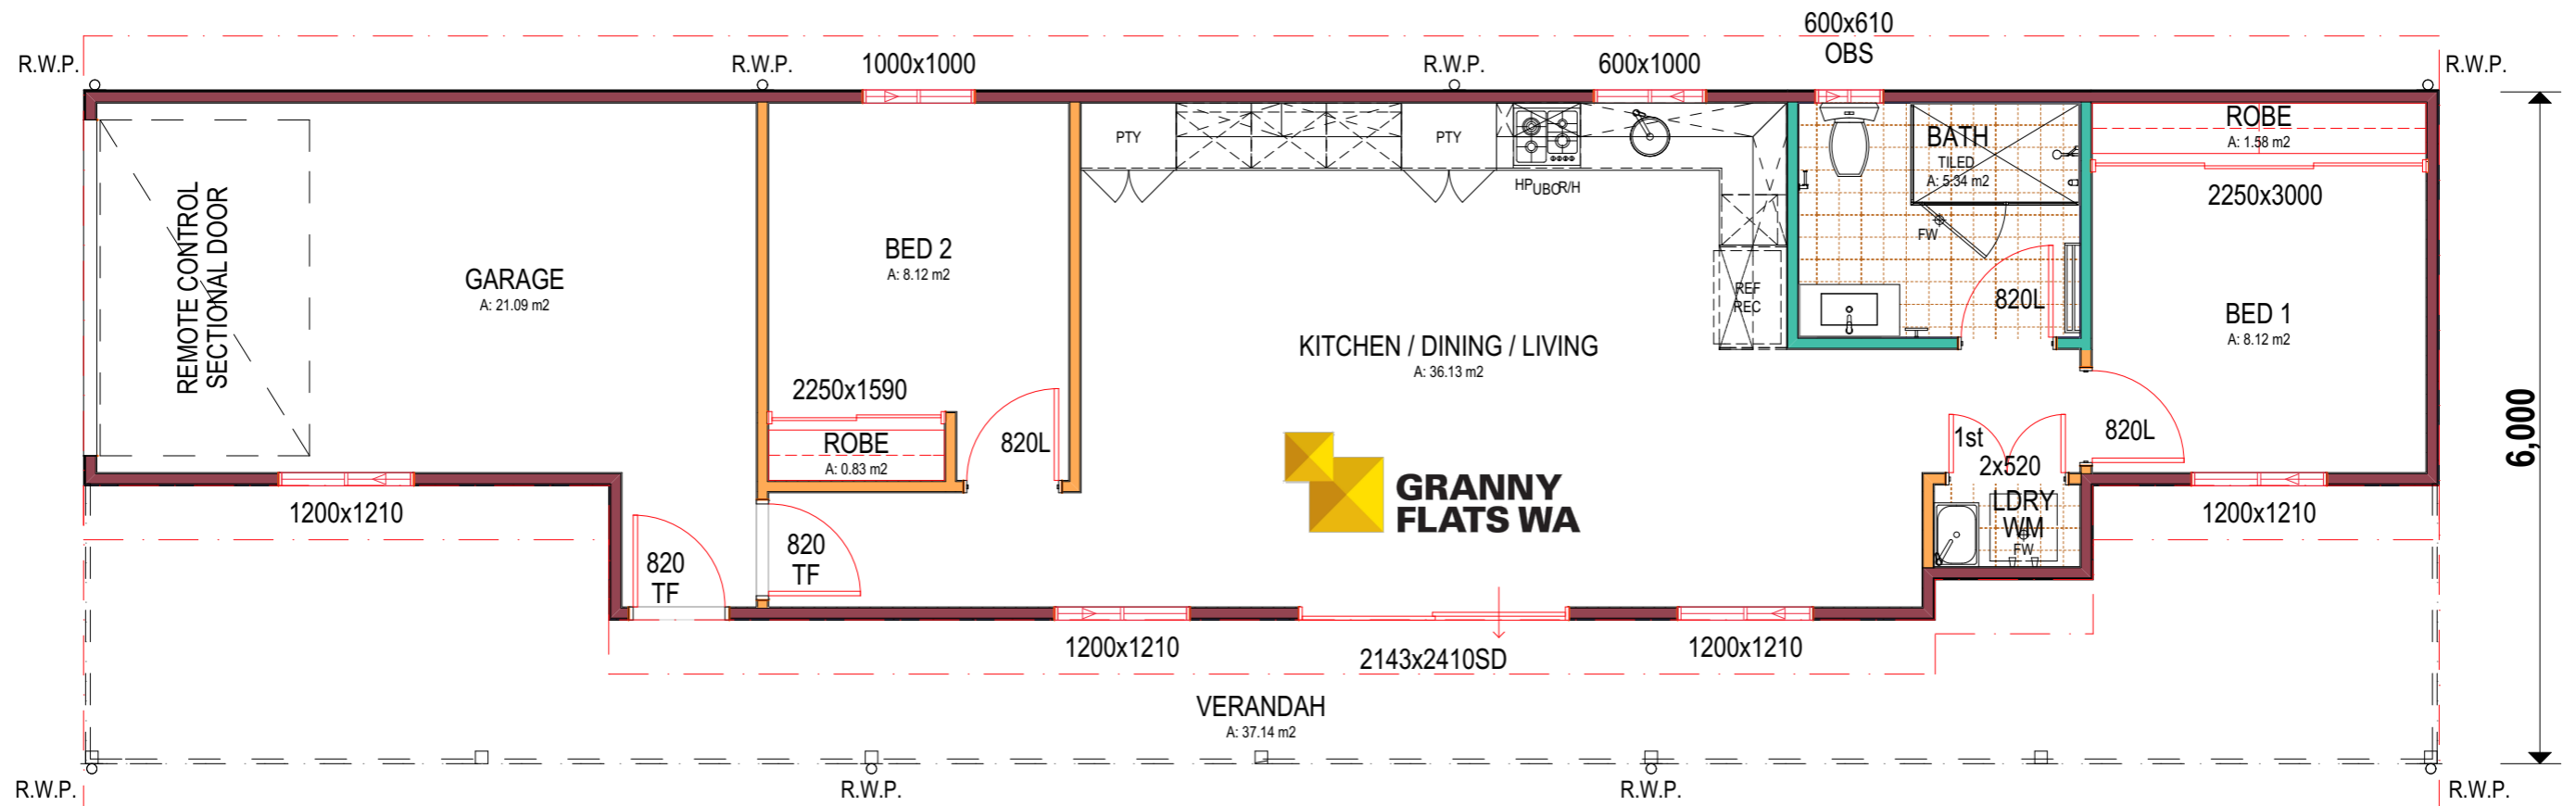 600x610
OBS
R.W.P.
R.W.P.
1000x1000
R.W.P.
600x1000
R.W.P.
PTY
PTY
HP UBO R/H
BATH
TILED
A: 5.34 m2
FW
ROBE
A: 1.58 m2
2250x3000
REMOTE CONTROL
SECTIONAL DOOR
GARAGE
A: 21.09 m2
BED 2
A: 8.12 m2
2250x1590
ROBE
A: 0.83 m2
820L
KITCHEN / DINING / LIVING
A: 36.13 m2
REF
REC
820L
BED 1
A: 8.12 m2
820L
6,000
1st
2x520
LDRY
WM
FW
GRANNY
FLATS WA
1200x1210
820
TF
820
TF
1200x1210
1200x1210
2143x2410SD
1200x1210
VERANDAH
A: 37.14 m2
R.W.P.
R.W.P.
R.W.P.
R.W.P.